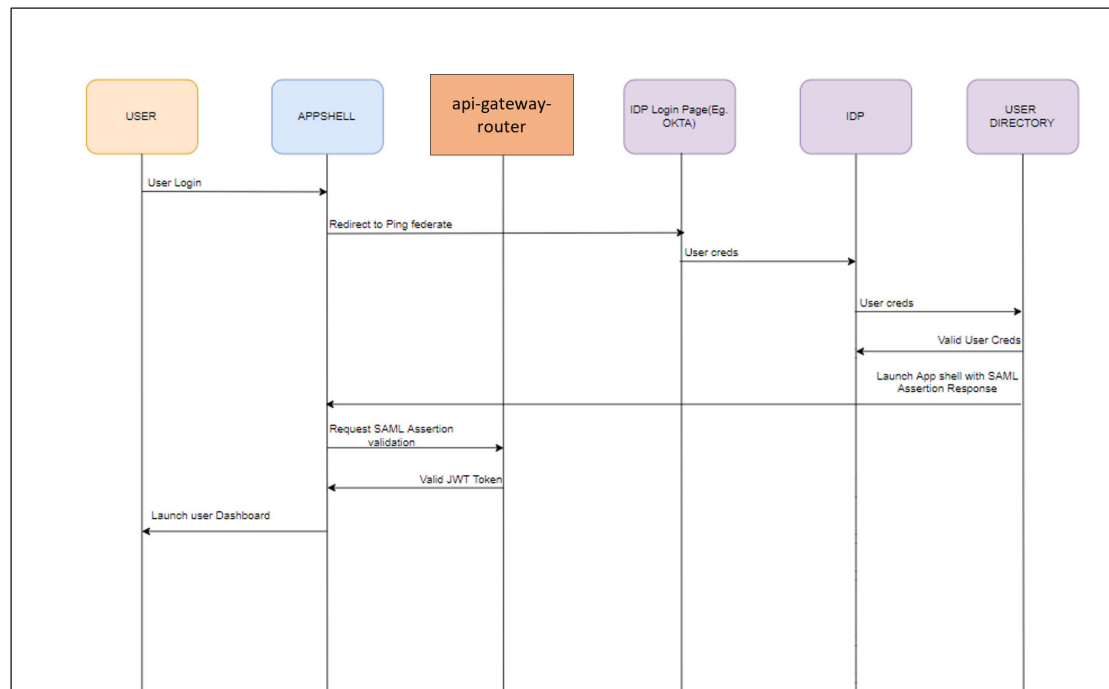 USER
APPSHELL
api-gateway-
router
IDP Login Page(Eg.
OKTA)
IDP
USER
DIRECTORY
User Login
Redirect to Ping federate
User creds
User creds
Valid User Creds
Launch App shell with SAML
Assertion Response
Request SAML Assertion
validation
Valid JWT Token
Launch user Dashboard